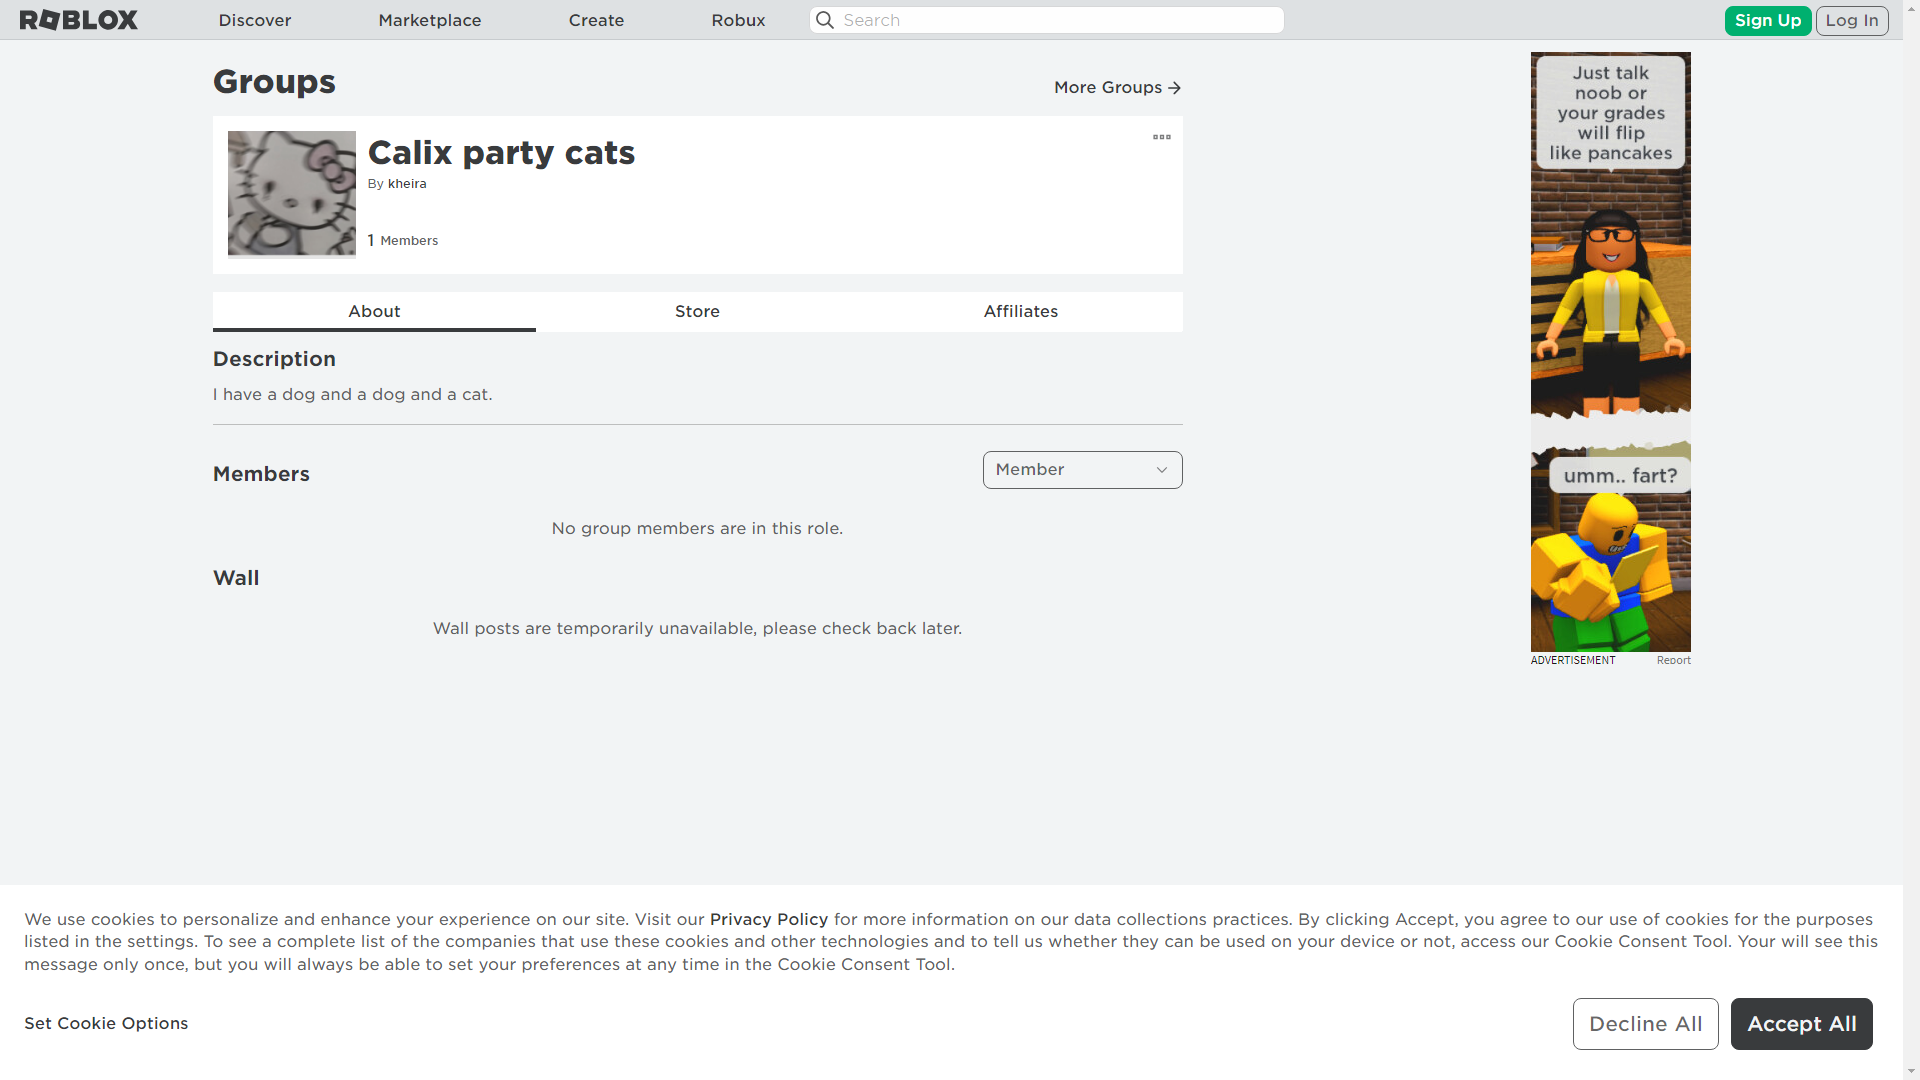 ROBLOX
Discover
Marketplace
Create
Robux
Search
Sign Up
Log In
Groups
More Groups
Calix party cats
By kheira
1 Members
About
Store
Affiliates
Description
I have a dog and a dog and a cat.
Members
Member
No group members are in this role.
Wall
Wall posts are temporarily unavailable, please check back later.
Just talk
noob or
your grades
will flip
like pancakes
umm.. fart?
ADVERTISEMENT
Report
We use cookies to personalize and enhance your experience on our site. Visit our Privacy Policy for more information on our data collections practices. By clicking Accept, you agree to our use of cookies for the purposes
listed in the settings. To see a complete list of the companies that use these cookies and other technologies and to tell us whether they can be used on your device or not, access our Cookie Consent Tool. Your will see this
message only once, but you will always be able to set your preferences at any time in the Cookie Consent Tool.
Set Cookie Options
Decline All
Accept All